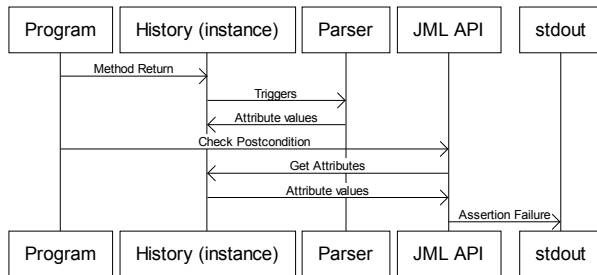 Program History (instance) Parser JML API stdout
Method Return
Triggers
Attribute values
Check Postcondition
Get Attributes
Attribute values
Assertion Failure
Program History (instance) Parser JML API stdout